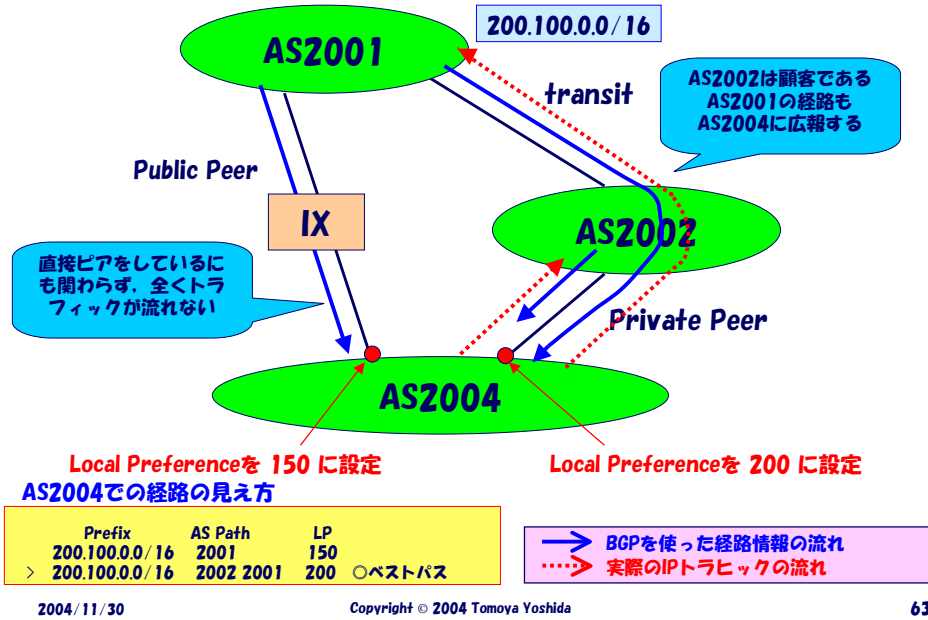 200.100.0.0/16
AS2001
transit
AS2002は顧客である
AS2001の経路も
AS2004に広報する
Public Peer
IX
AS2002
直接ピアをしているに
も関わらず，全くトラ
フィックが流れない
Private Peer
AS2004
Local Preferenceを 150 に設定
Local Preferenceを 200 に設定
AS2004での経路の見え方
Prefix AS Path LP
200.100.0.0/16 2001 150
> 200.100.0.0/16 2002 2001 200 ○ベストパス
BGPを使った経路情報の流れ
実際のIPトラヒックの流れ
2004/11/30
Copyright © 2004 Tomoya Yoshida
63